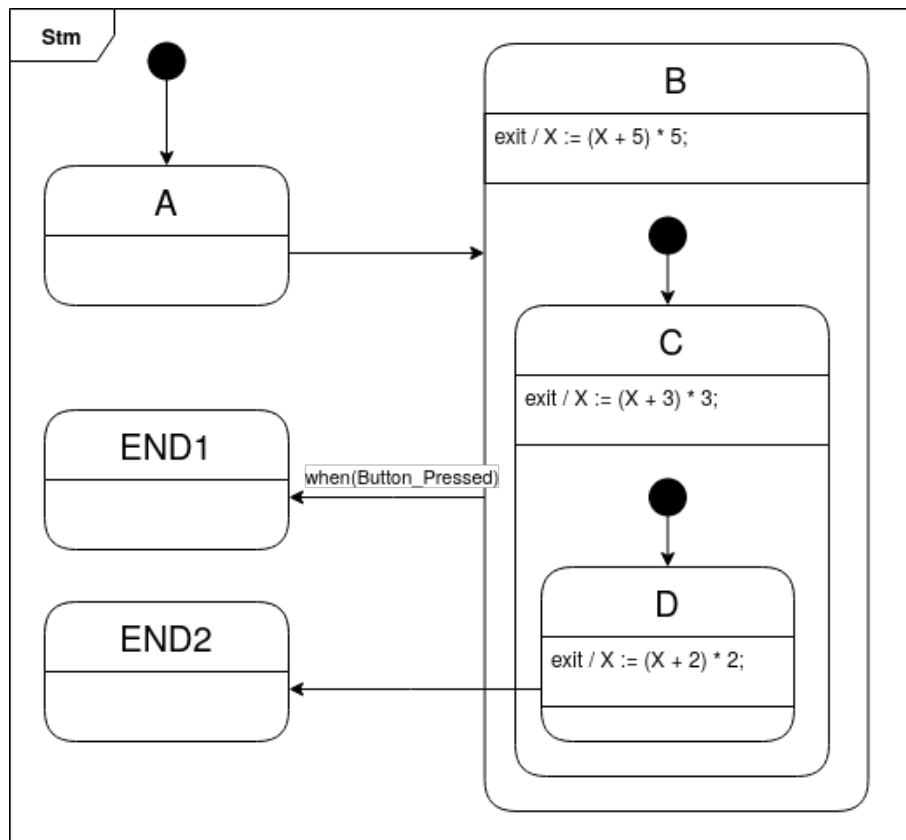 Stm
A
B
exit / X := (X + 5) * 5;
C
exit / X := (X + 3) * 3;
END1
when(Button_Pressed)
D
exit / X := (X + 2) * 2;
END2